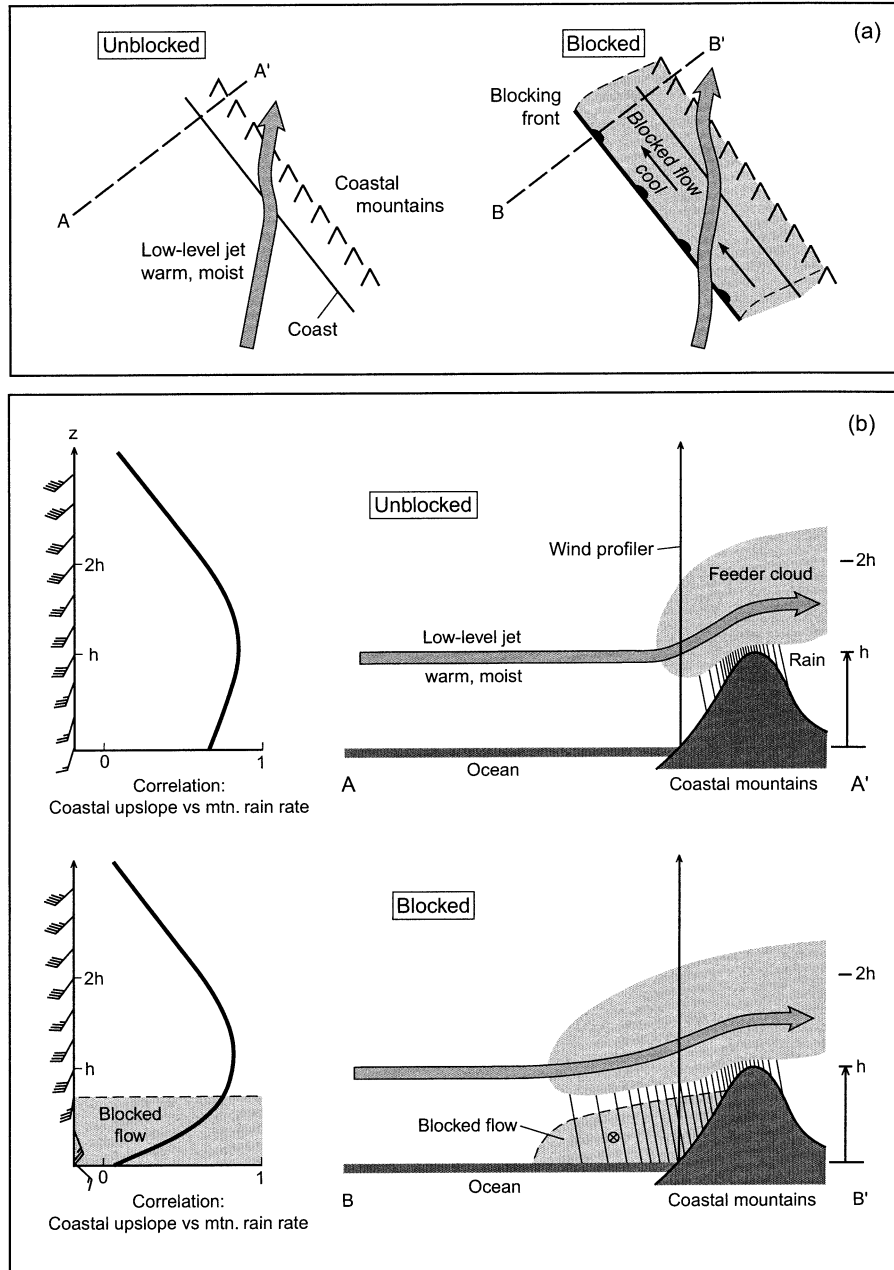 (a)
Unblocked
A'
A
Coastal
mountains
Low-level jet
warm, moist
Coast
Blocked
B'
Blocking
front
Blocked flow
cool
B
(b)
z
2h
h
0
1
Correlation:
Coastal upslope vs mtn. rain rate
Unblocked
Wind profiler
Feeder cloud
2h
Low-level jet
warm, moist
Rain
h
Ocean
Coastal mountains
A
A'
2h
h
Blocked
flow
0
1
Correlation:
Coastal upslope vs mtn. rain rate
Blocked
2h
h
Blocked flow
Ocean
Coastal mountains
B
B'